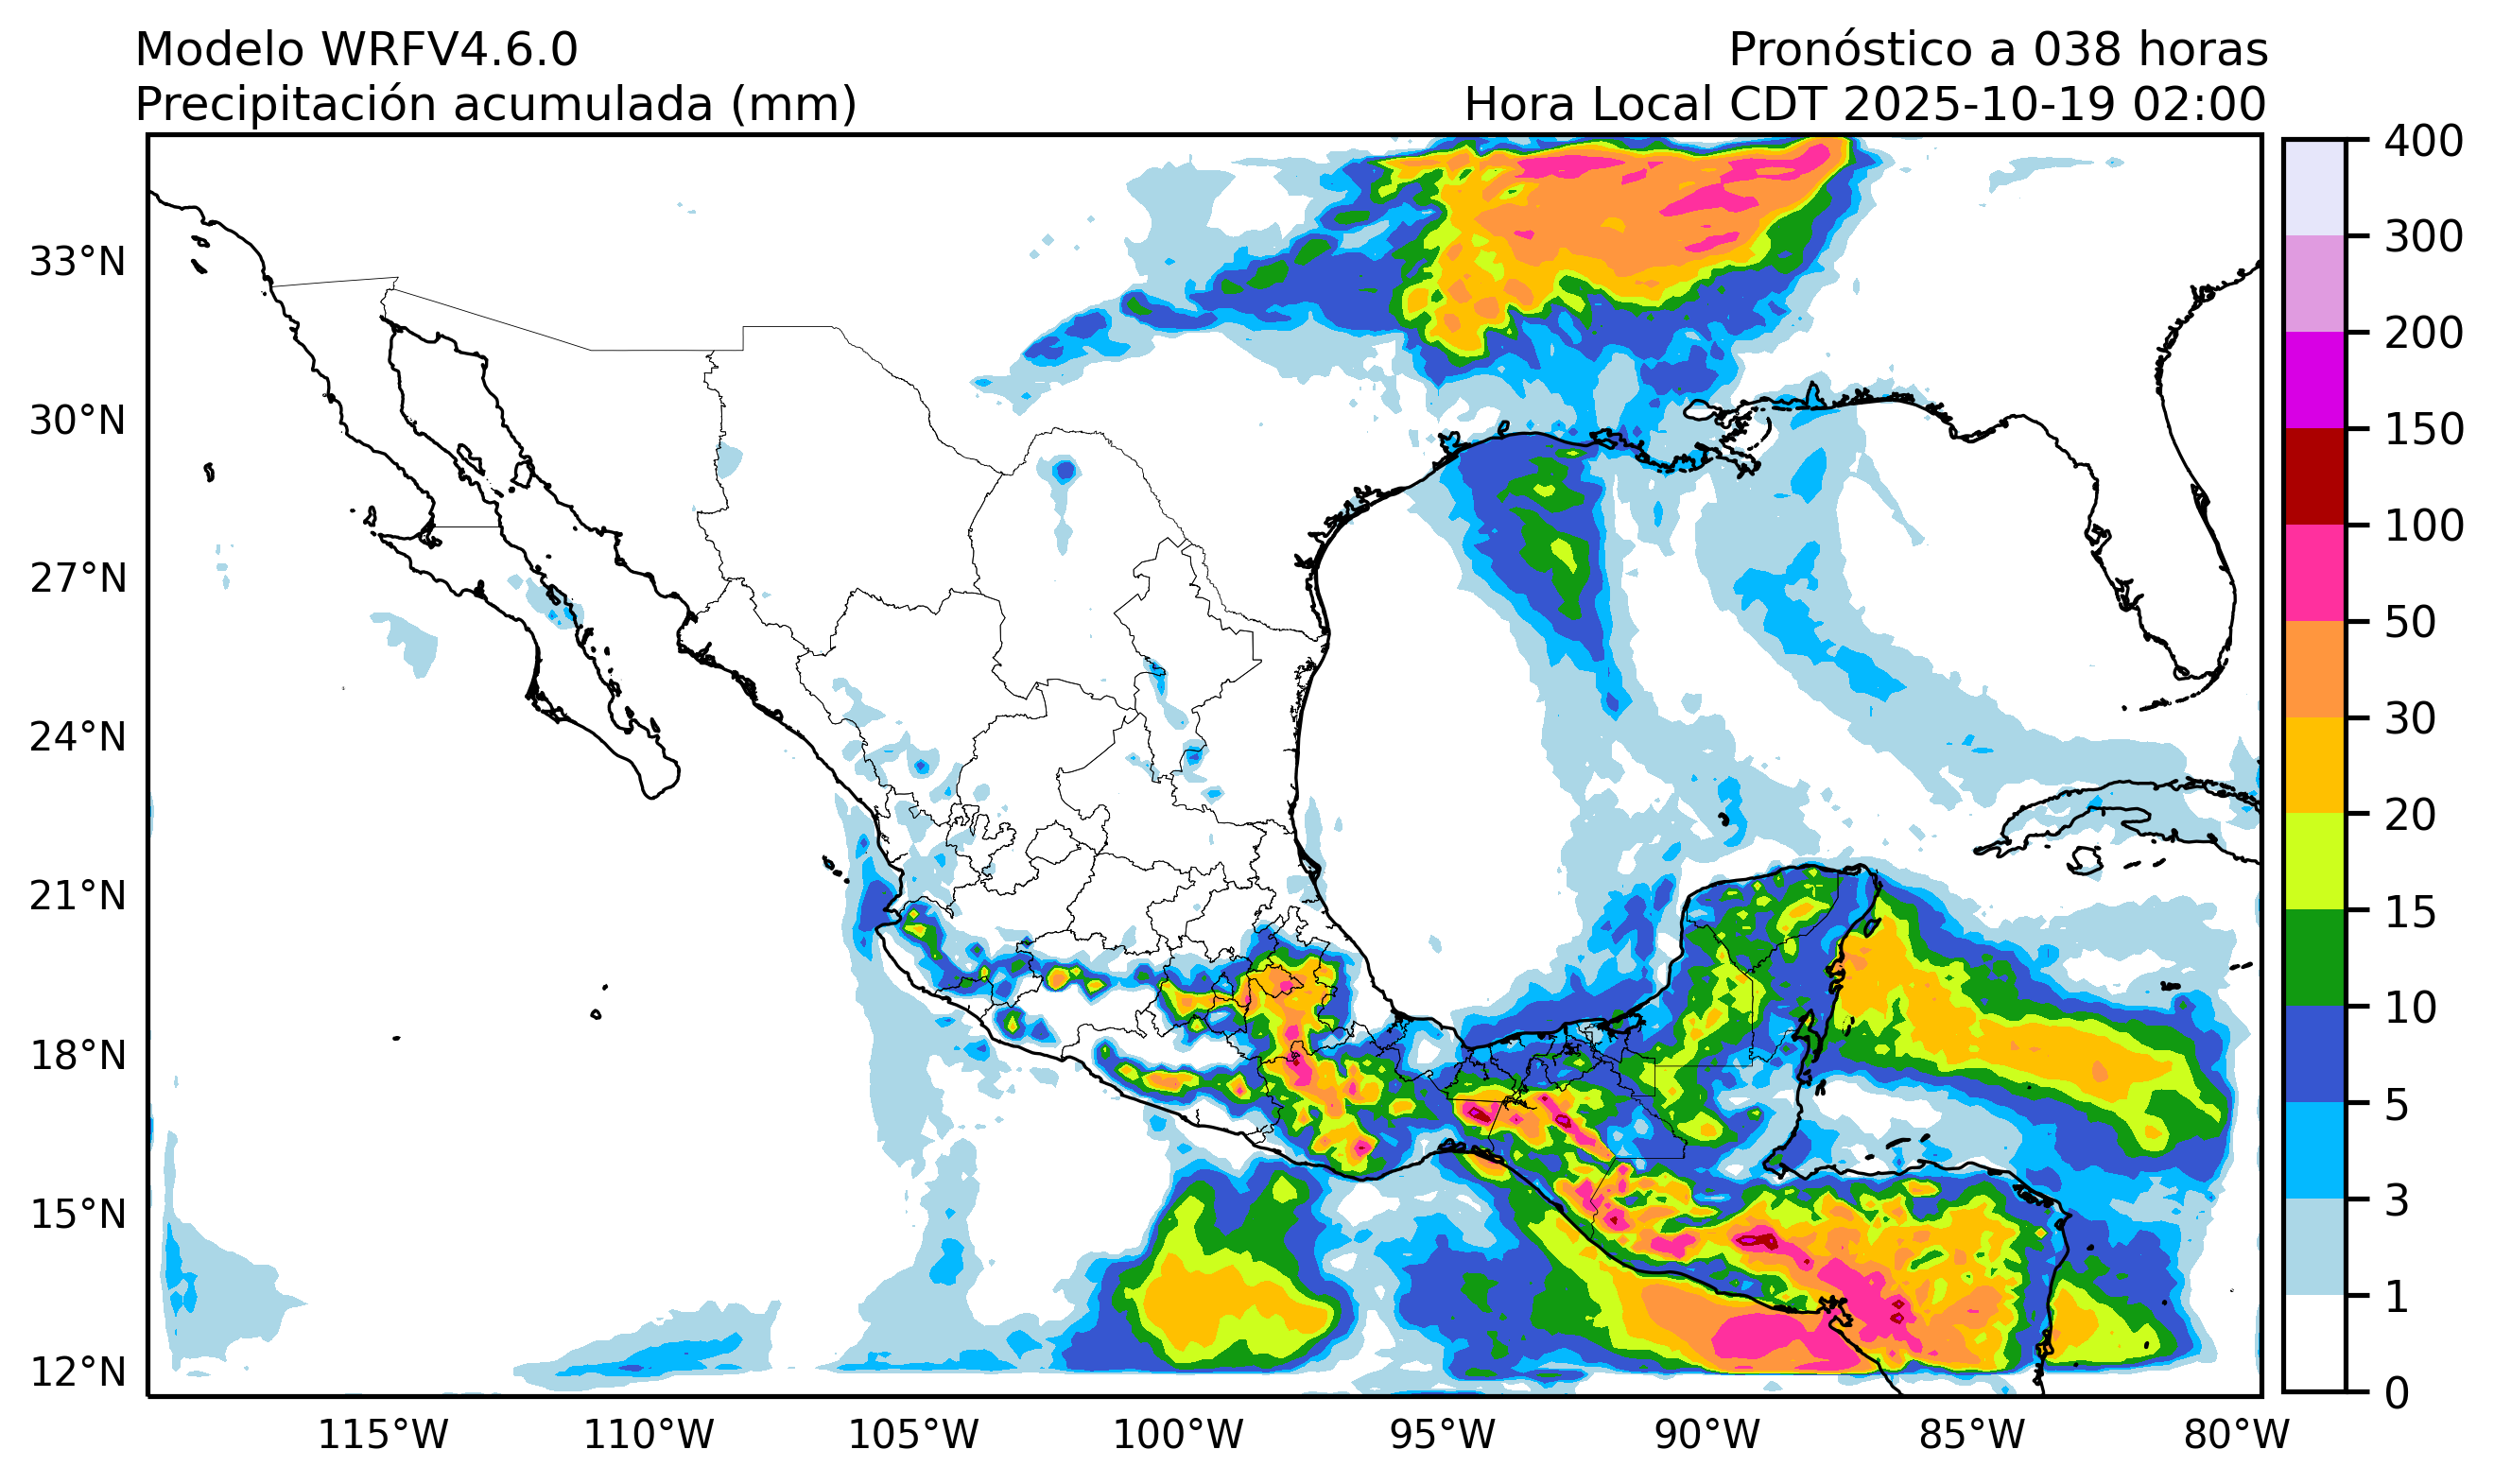 Modelo WRFV4.6.0
Precipitación acumulada (mm)
Pronóstico a 038 horas
Hora Local CDT 2025-10-19 02:00
33°N
30°N
27°N
24°N
21°N
18°N
15°N
12°N
115°W
110°W
105°W
100°W
95°W
90°W
85°W
80°W
400
300
200
150
100
50
30
20
15
10
5
3
1
0